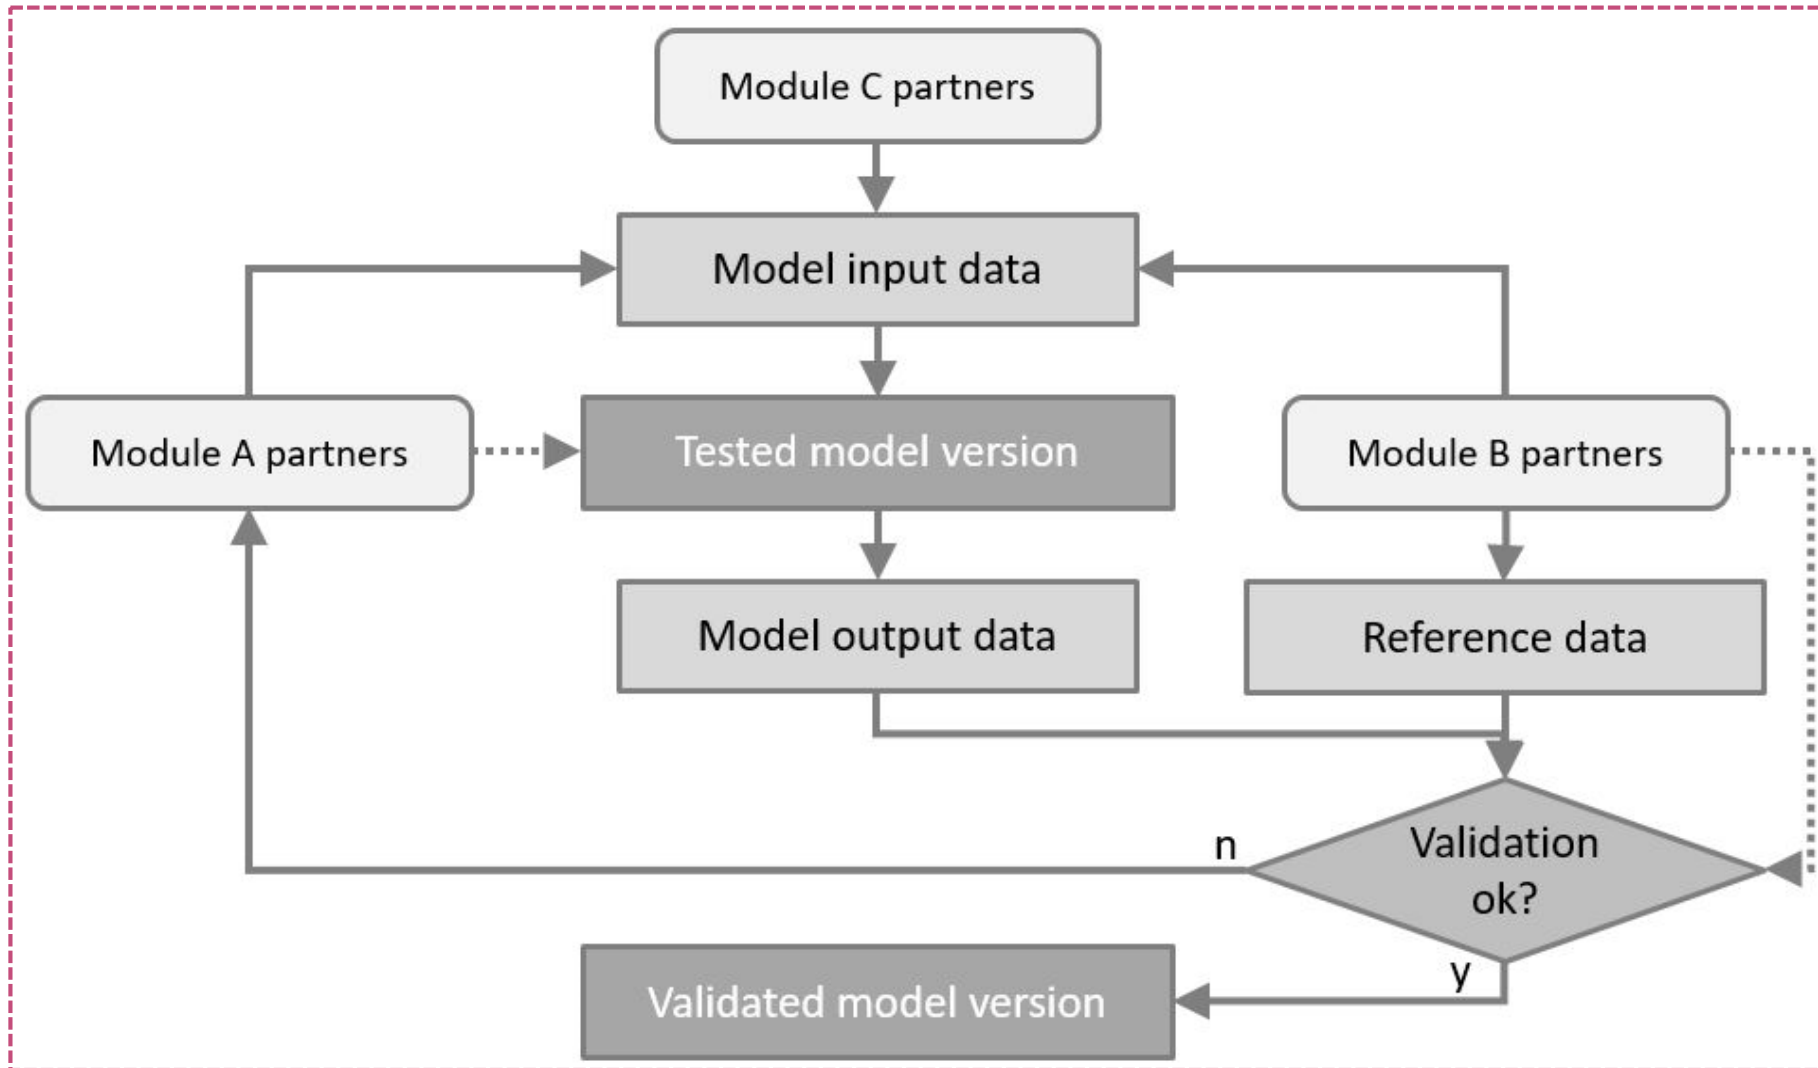 Module C partners
Model input data
Module A partners
Tested model version
Module B partners
Model output data
Reference data
n
Validation
ok?
y
Validated model version